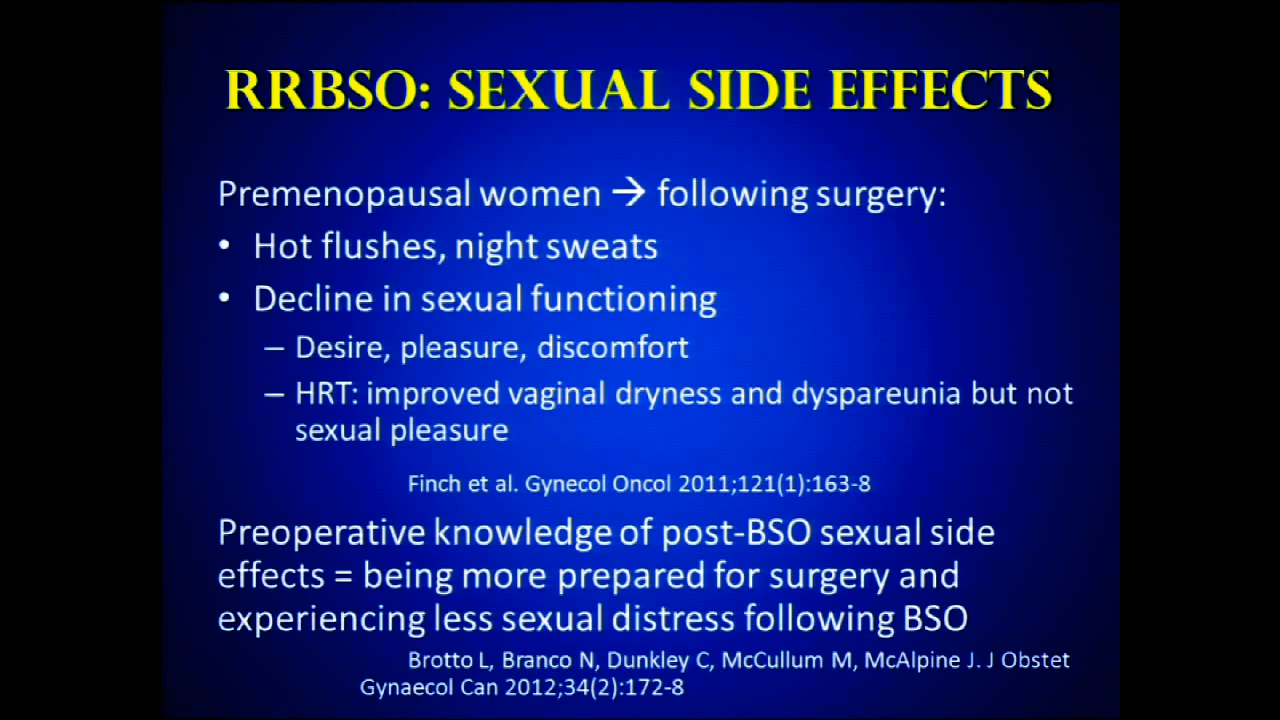 RRBSO: SEXUAL SIDE EFFECTS
Premenopausal women → following surgery:
• Hot flushes, night sweats
• Decline in sexual functioning
– Desire, pleasure, discomfort
– HRT: improved vaginal dryness and dyspareunia but not
sexual pleasure
Finch et al. Gynecol Oncol 2011;121(1):163-8
Preoperative knowledge of post-BSO sexual side
effects = being more prepared for surgery and
experiencing less sexual distress following BSO
Brotto L, Branco N, Dunkley C, McCullum M, McAlpine J. J Obstet
Gynaecol Can 2012;34(2):172-8